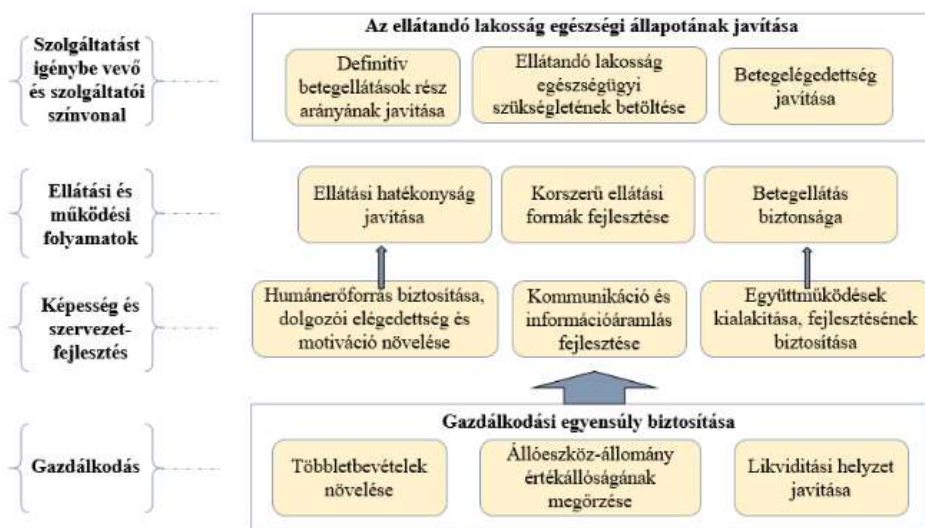 Szolgáltatást
igénybe vevő
és szolgáltatói
színvonal
Az ellátandó lakosság egészségi állapotának javítása
Definitív
betegellátások rész
arányának javítása
Ellátandó lakosság
egészségügyi
szükségletének betöltése
Betegelégedettség
javítása
Ellátási és
működési
folyamatok
Ellátási hatékonyság
javítása
Korszerű ellátási
formák fejlesztése
Betegellátás
biztonsága
Képesség és
szervezet-
fejlesztés
Humánerőforrás biztosítása,
dolgozói elégedettség és
motiváció növelése
Kommunikáció és
információáramlás
fejlesztése
Együttműködések
kialakítása, fejlesztésének
biztosítása
Gazdálkodás
Gazdálkodási egyensúly biztosítása
Többletbevételek
növelése
Állóeszköz-állomány
értékállóságának
megőrzése
Likviditási helyzet
javítása